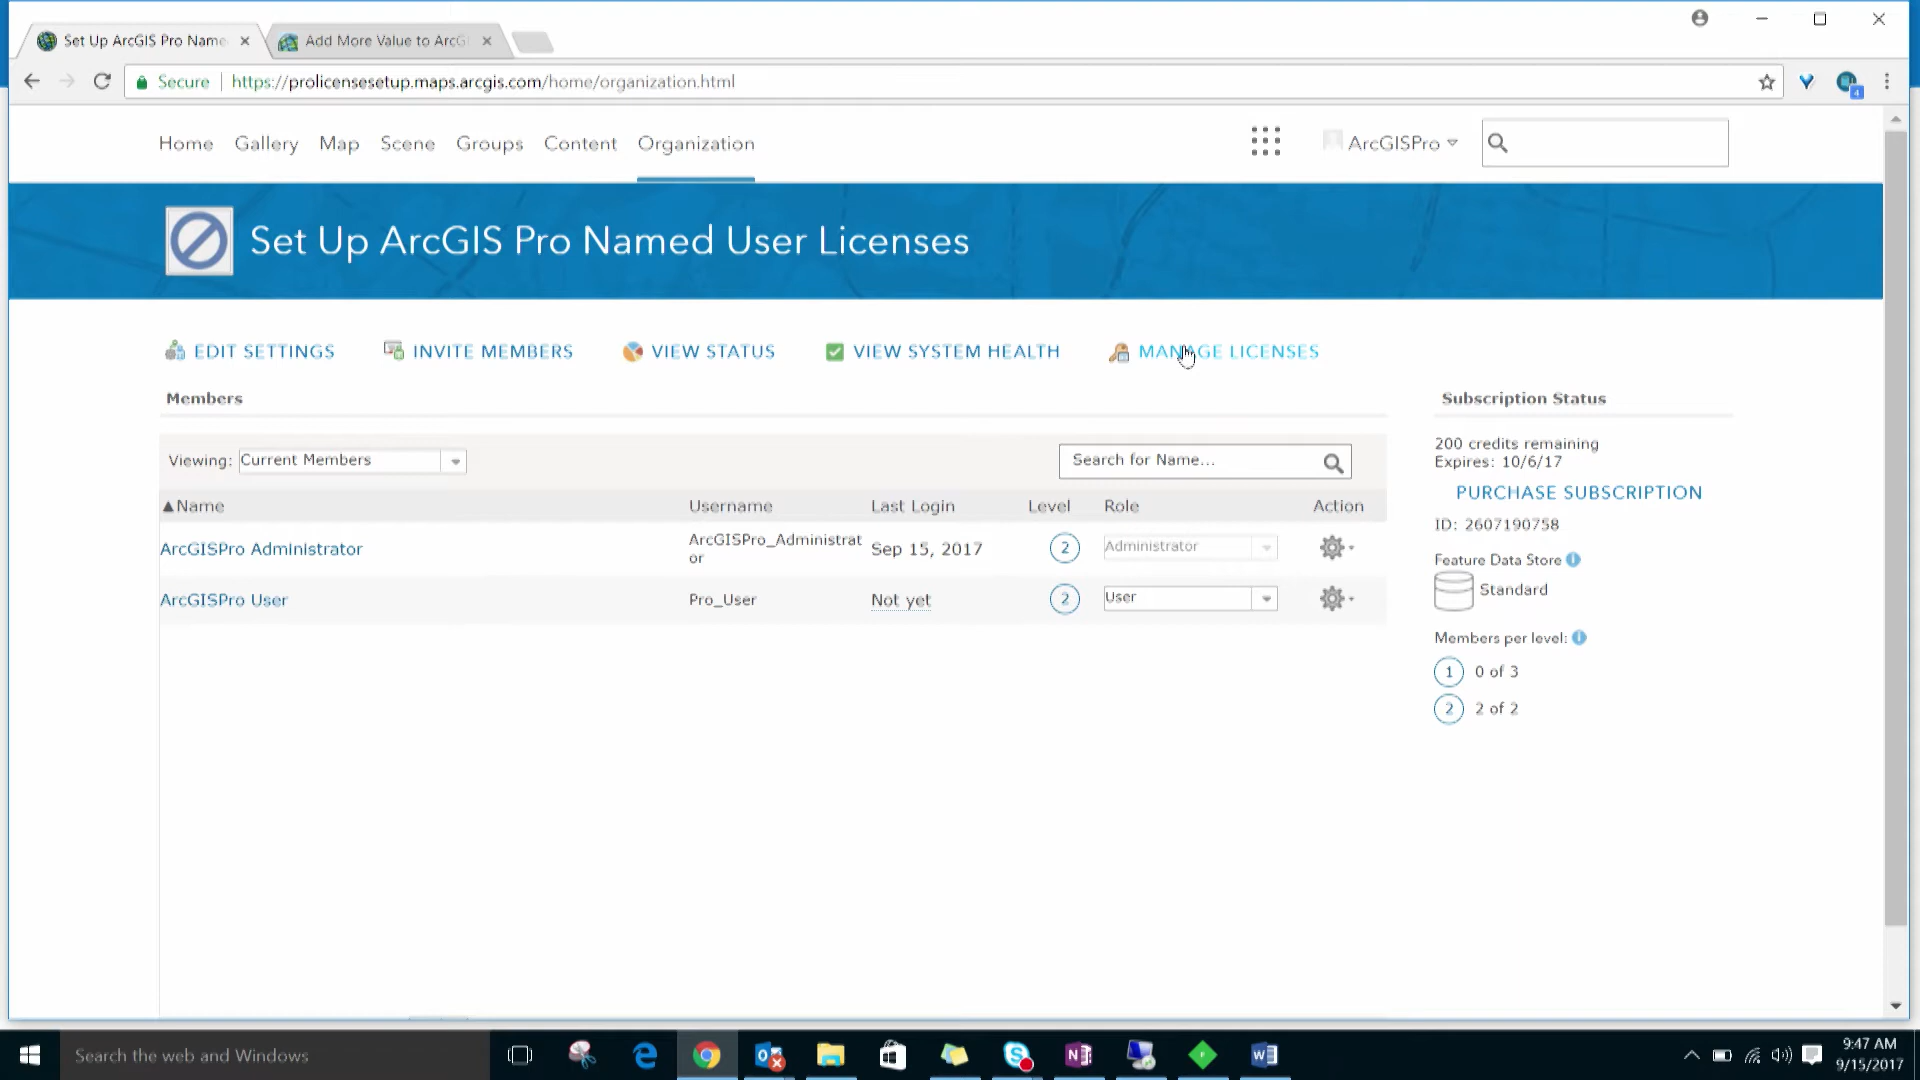 Set Up ArcGIS Pro Name
Add More Value to ArcG
Secure https://prolicensesetup.maps.arcgis.com/home/organization.html
4
Home Gallery Map Scene Groups Content Organization
ArcGISPro
Set Up ArcGIS Pro Named User Licenses
EDIT SETTINGS INVITE MEMBERS VIEW STATUS VIEW SYSTEM HEALTH MANAGE LICENSES
Members
Viewing: Current Members
Search for Name...
Name Username Last Login Level Role Action
ArcGISPro Administrator ArcGISPro_Administrat
or Sep 15, 2017 2 Administrator
ArcGISPro User Pro_User Not yet 2 User
Subscription Status
200 credits remaining
Expires: 10/6/17
PURCHASE SUBSCRIPTION
ID: 2607190758
Feature Data Store
Standard
Members per level:
1 0 of 3
2 2 of 2
Search the web and Windows
9:47 AM
9/15/2017